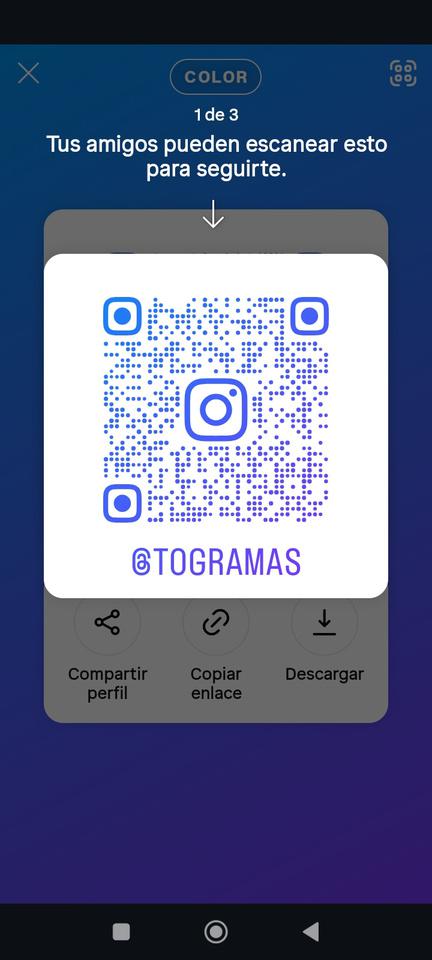 COLOR
1 de 3
Tus amigos pueden escanear esto
para seguirte.
@TOGRAMAS
Compartir
perfil
Copiar
enlace
Descargar